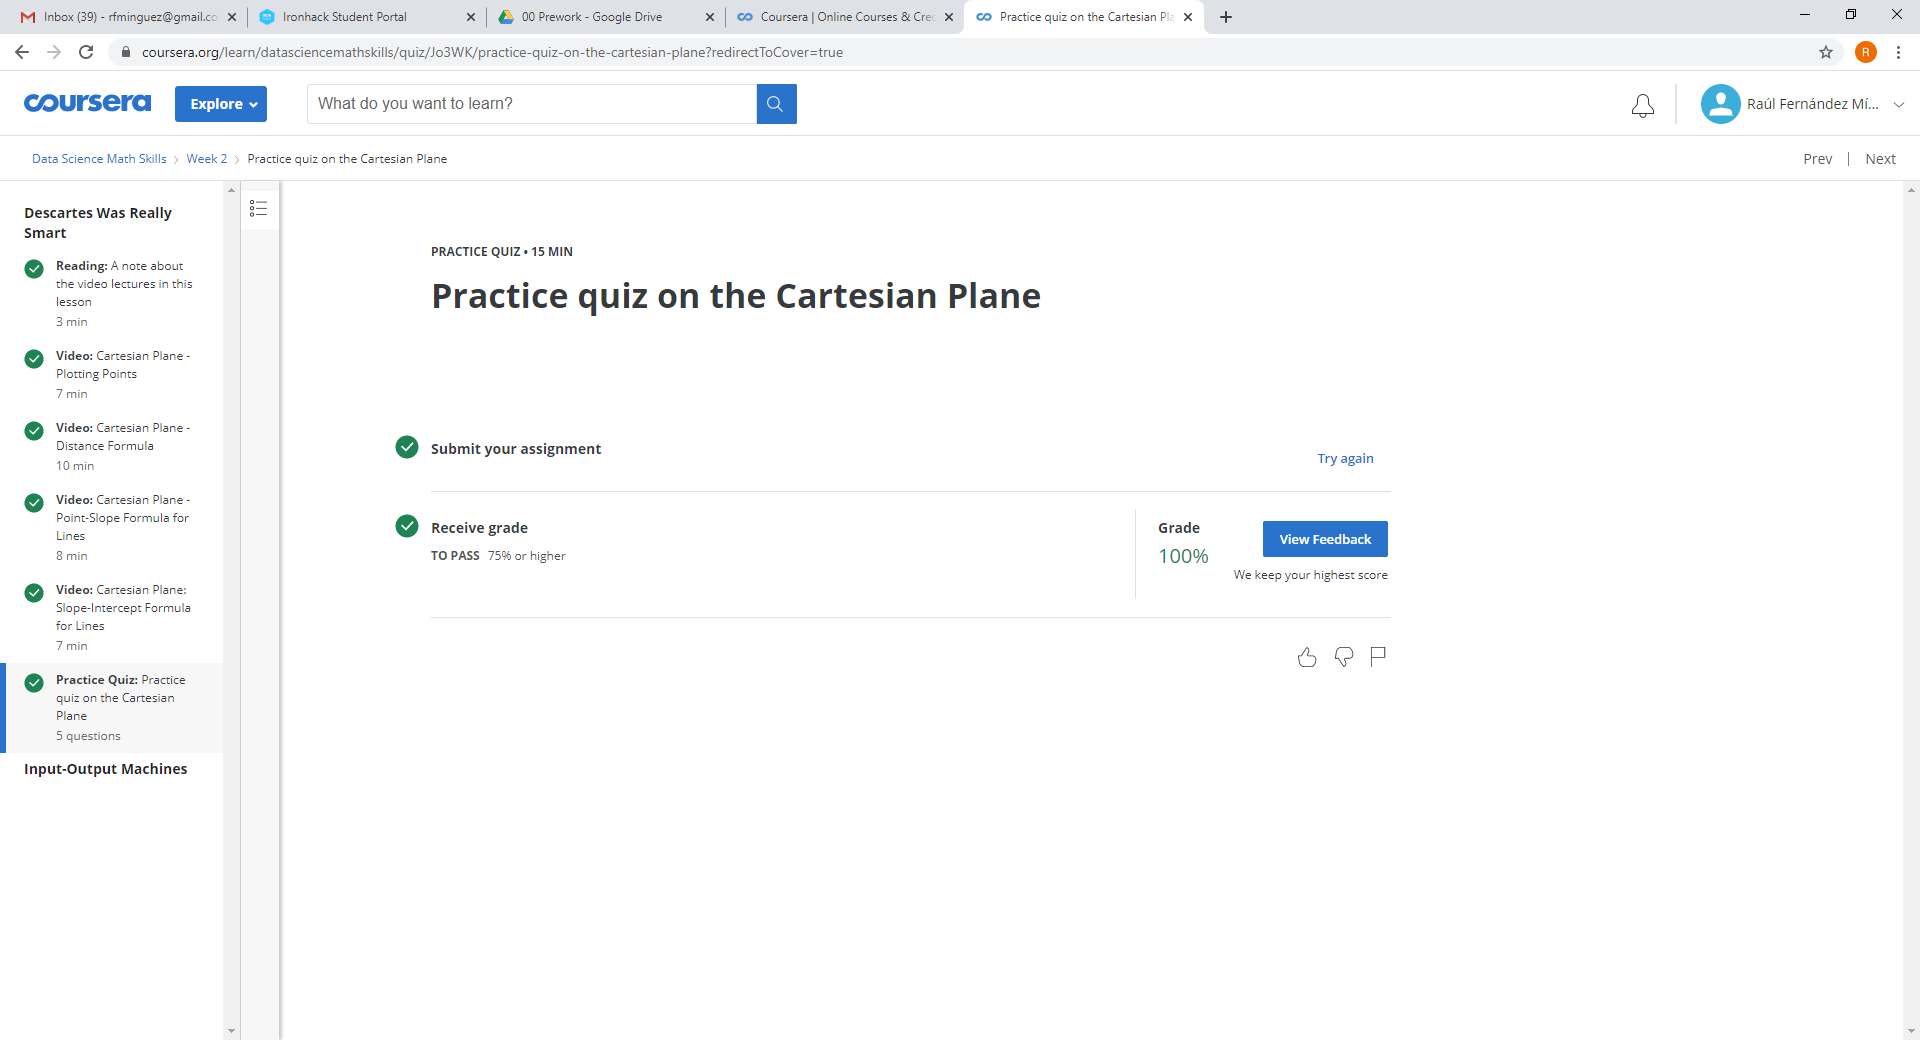 Inbox (39) - rfminguez@gmail.co
Ironhack Student Portal
00 Prework - Google Drive
Coursera | Online Courses & Crec
Practice quiz on the Cartesian Pla
coursera.org/learn/datasciencemathskills/quiz/Jo3WK/practice-quiz-on-the-cartesian-plane?redirectToCover=true
R
coursera
Explore
What do you want to learn?
Raúl Fernández Mí...
Data Science Math Skills > Week 2 > Practice quiz on the Cartesian Plane
Prev | Next
Descartes Was Really
Smart
Reading: A note about
the video lectures in this
lesson
3 min
Video: Cartesian Plane -
Plotting Points
7 min
Video: Cartesian Plane -
Distance Formula
10 min
Video: Cartesian Plane -
Point-Slope Formula for
Lines
8 min
Video: Cartesian Plane:
Slope-Intercept Formula
for Lines
7 min
Practice Quiz: Practice
quiz on the Cartesian
Plane
5 questions
Input-Output Machines
PRACTICE QUIZ • 15 MIN
Practice quiz on the Cartesian Plane
Submit your assignment
Try again
Receive grade
TO PASS 75% or higher
Grade
100%
View Feedback
We keep your highest score